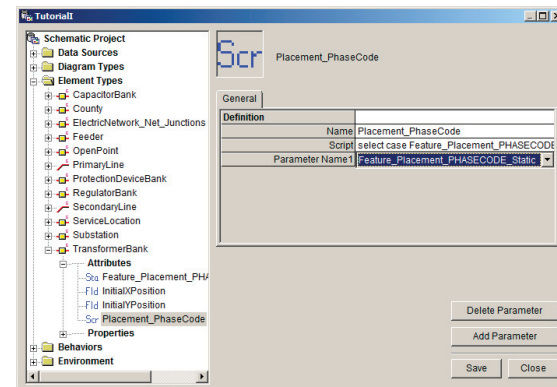 TutorialI
Schematic Project
Data Sources
Diagram Types
Element Types
CapacitorBank
County
ElectricNetwork_Net_Junctions
Feeder
OpenPoint
PrimaryLine
ProtectionDeviceBank
RegulatorBank
SecondaryLine
ServiceLocation
Substation
TransformerBank
Attributes
Sta Feature_Placement_PHA
Fld InitialXPosition
Fld InitialYPosition
Scr Placement_PhaseCode
Properties
Behaviors
Environment
Scr Placement_PhaseCode
General
Definition
Name Placement_PhaseCode
Script select case Feature_Placement_PHASECODE
Parameter Name1 Feature_Placement_PHASECODE_Static
Delete Parameter
Add Parameter
Save Close